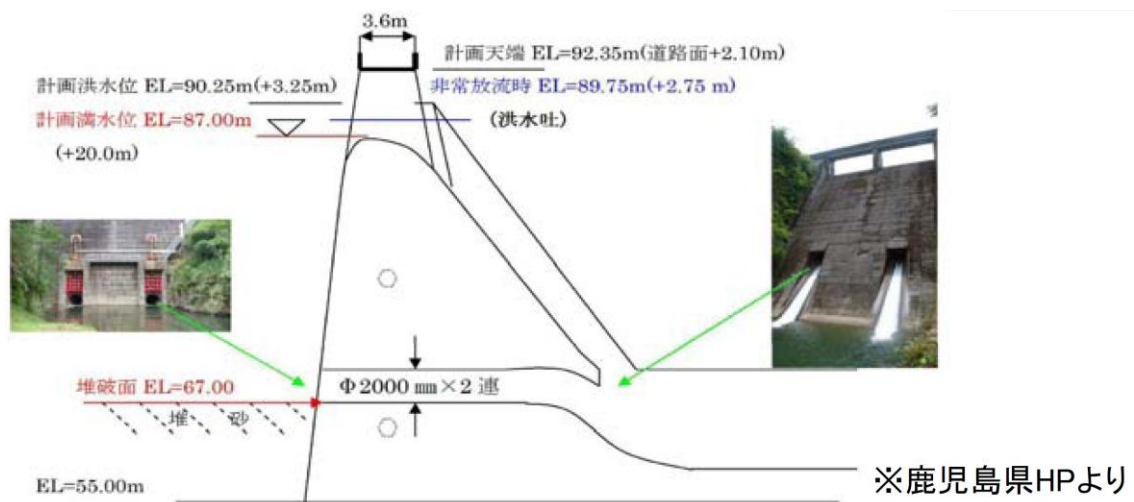 3.6m
計画天端 EL=92.35m(道路面+2.10m)
計画洪水位 EL=90.25m(+3.25m)
非常放流時 EL=89.75m(+2.75 m)
計画満水位 EL=87.00m
(洪水吐)
(+20.0m)
堆破面 EL=67.00
Φ2000 ㎜×2 連
堆 砂
EL=55.00m
※鹿児島県HPより